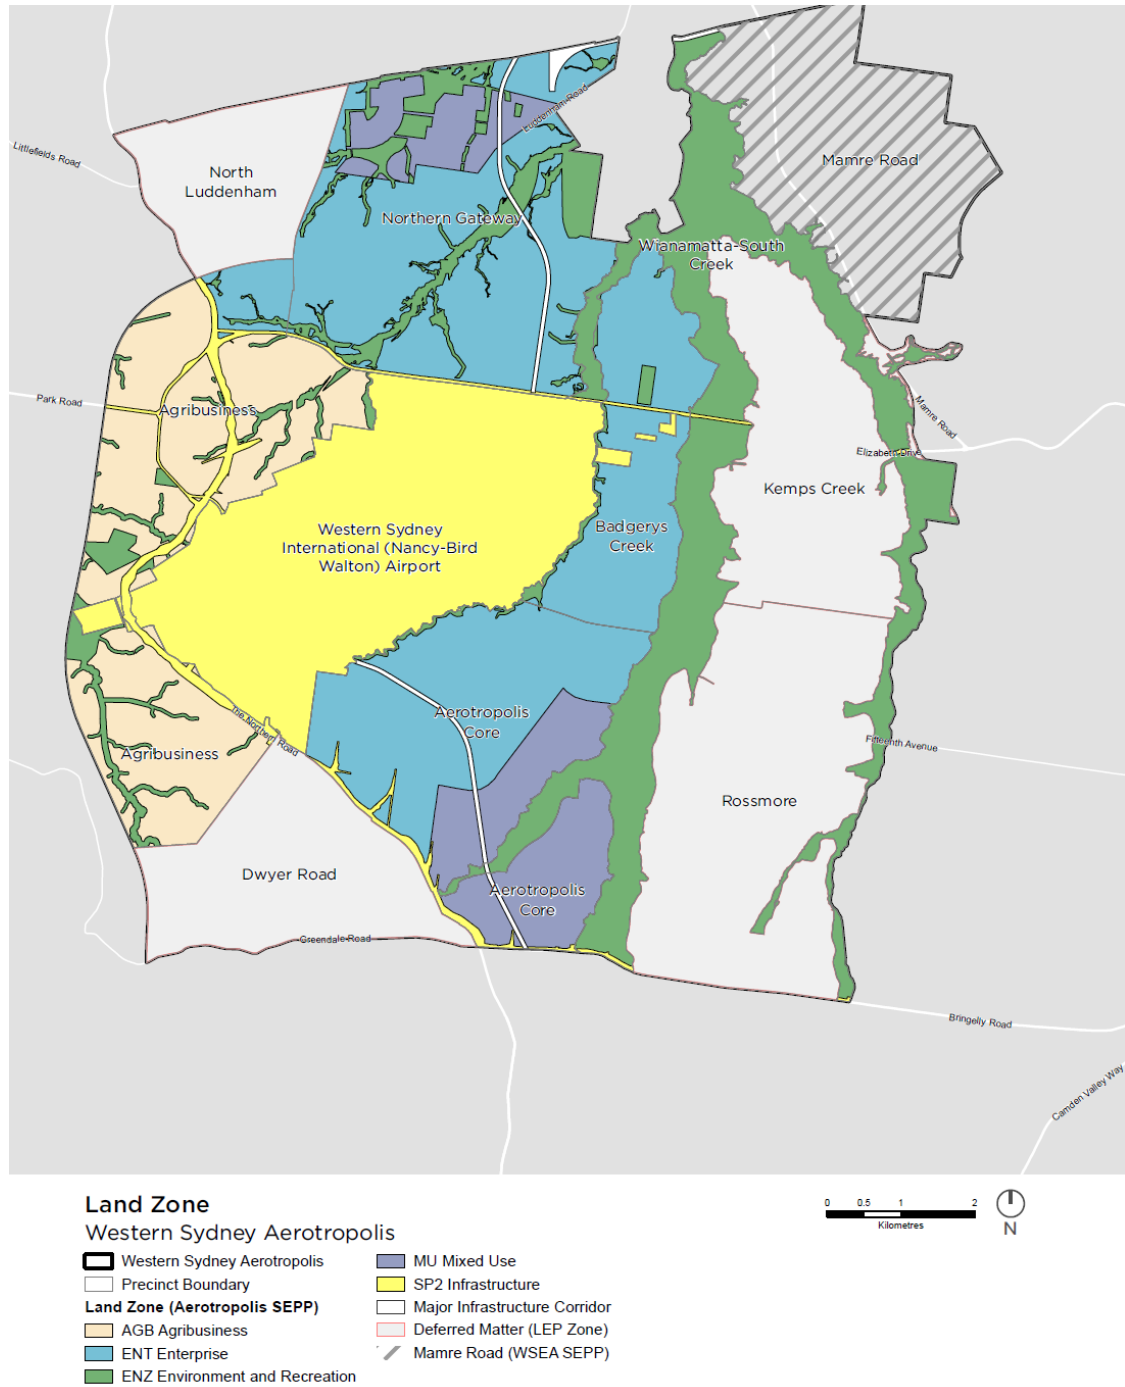 Littlefields Road
North
Luddenham
Luddenham Road
Mamre Road
Northern Gateway
Wianamatta-South
Creek
Park Road
Agribusiness
Mamre Road
Elizabeth Drive
Kemps Creek
Western Sydney
International (Nancy-Bird
Walton) Airport
Badgerys
Creek
The Northern Road
Aerotropolis
Core
Fifteenth Avenue
Agribusiness
Rossmore
Dwyer Road
Aerotropolis
Core
Greendale Road
Bringelly Road
Camden Valley Way
Land Zone
Western Sydney Aerotropolis
Western Sydney Aerotropolis
Precinct Boundary
Land Zone (Aerotropolis SEPP)
AGB Agribusiness
ENT Enterprise
ENZ Environment and Recreation
MU Mixed Use
SP2 Infrastructure
Major Infrastructure Corridor
Deferred Matter (LEP Zone)
Mamre Road (WSEA SEPP)
0 0.5 1 2
Kilometres
N